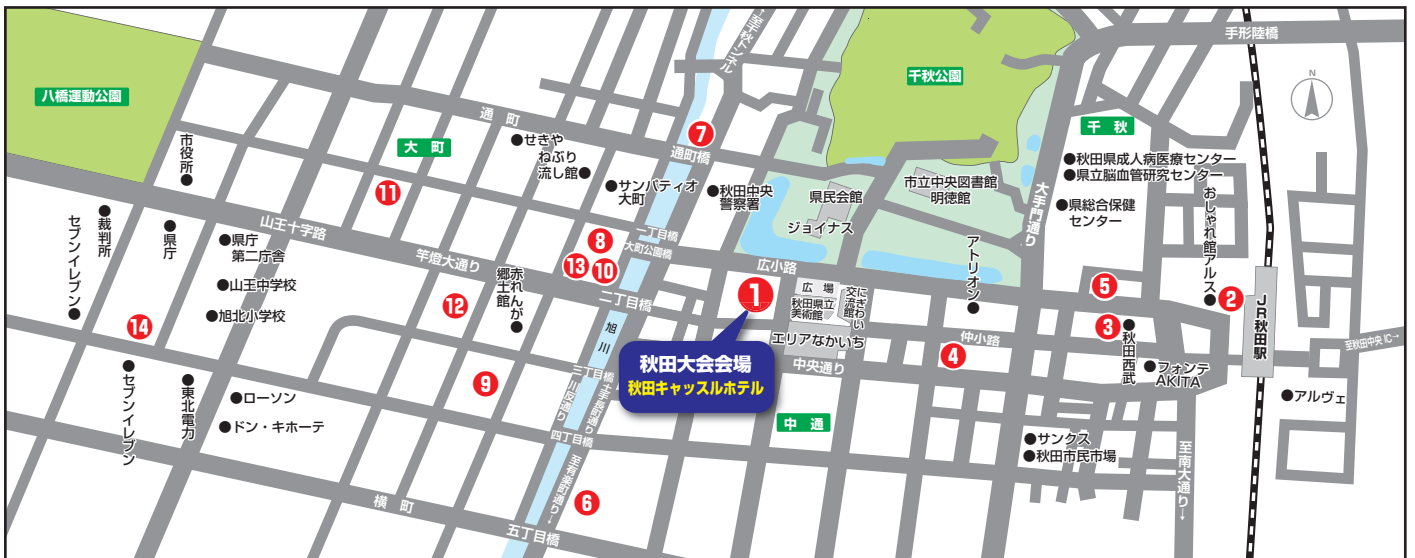 八橋運動公園
市役所
裁判所
セブンイレブン
県庁
県庁
第二庁舎
山王中学校
旭北小学校
14
セブンイレブン
東北電力
ローソン
ドン・キホーテ
山王十字路
竿燈大通り
大町
通町
11
12
9
せきや
ねぶり
流し館
サンパティオ
大町
赤れんが
郷土館
8
13
10
7
通町橋
至千秋トンネル
一丁目橋
大町公園橋
二丁目橋
旭川
三丁目橋
川反通り
土手長町通り
四丁目橋
至有楽町通り→
6
五丁目橋
横町
秋田中央
警察署
千秋公園
県民会館
ジョイナス
市立中央図書館
明徳館
広小路
1
秋田大会会場
秋田キャッスルホテル
広場
秋田県立
美術館
にぎわい
交流館
エリアなかいち
仲小路
中央通り
中通
アトリオン
4
大手門通り
千秋
秋田県成人病医療センター
県立脳血管研究センター
県総合保健
センター
おしゃれ館アルス
5
2
3
秋田西武
フォンテ
AKITA
JR秋田駅
手形陸橋
N
至秋田中央IC→
アルヴェ
サンクス
秋田市民市場
至南大通り→